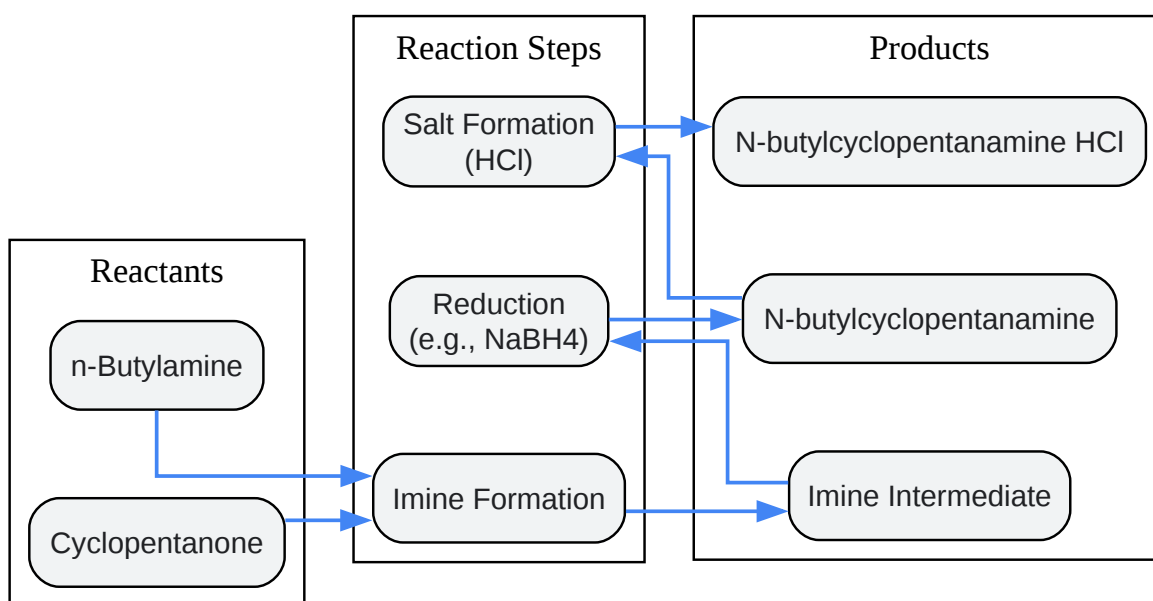 Reactants
n-Butylamine
Cyclopentanone
Reaction Steps
Salt Formation
(HCl)
Reduction
(e.g., NaBH4)
Imine Formation
Products
N-butylcyclopentanamine HCl
N-butylcyclopentanamine
Imine Intermediate